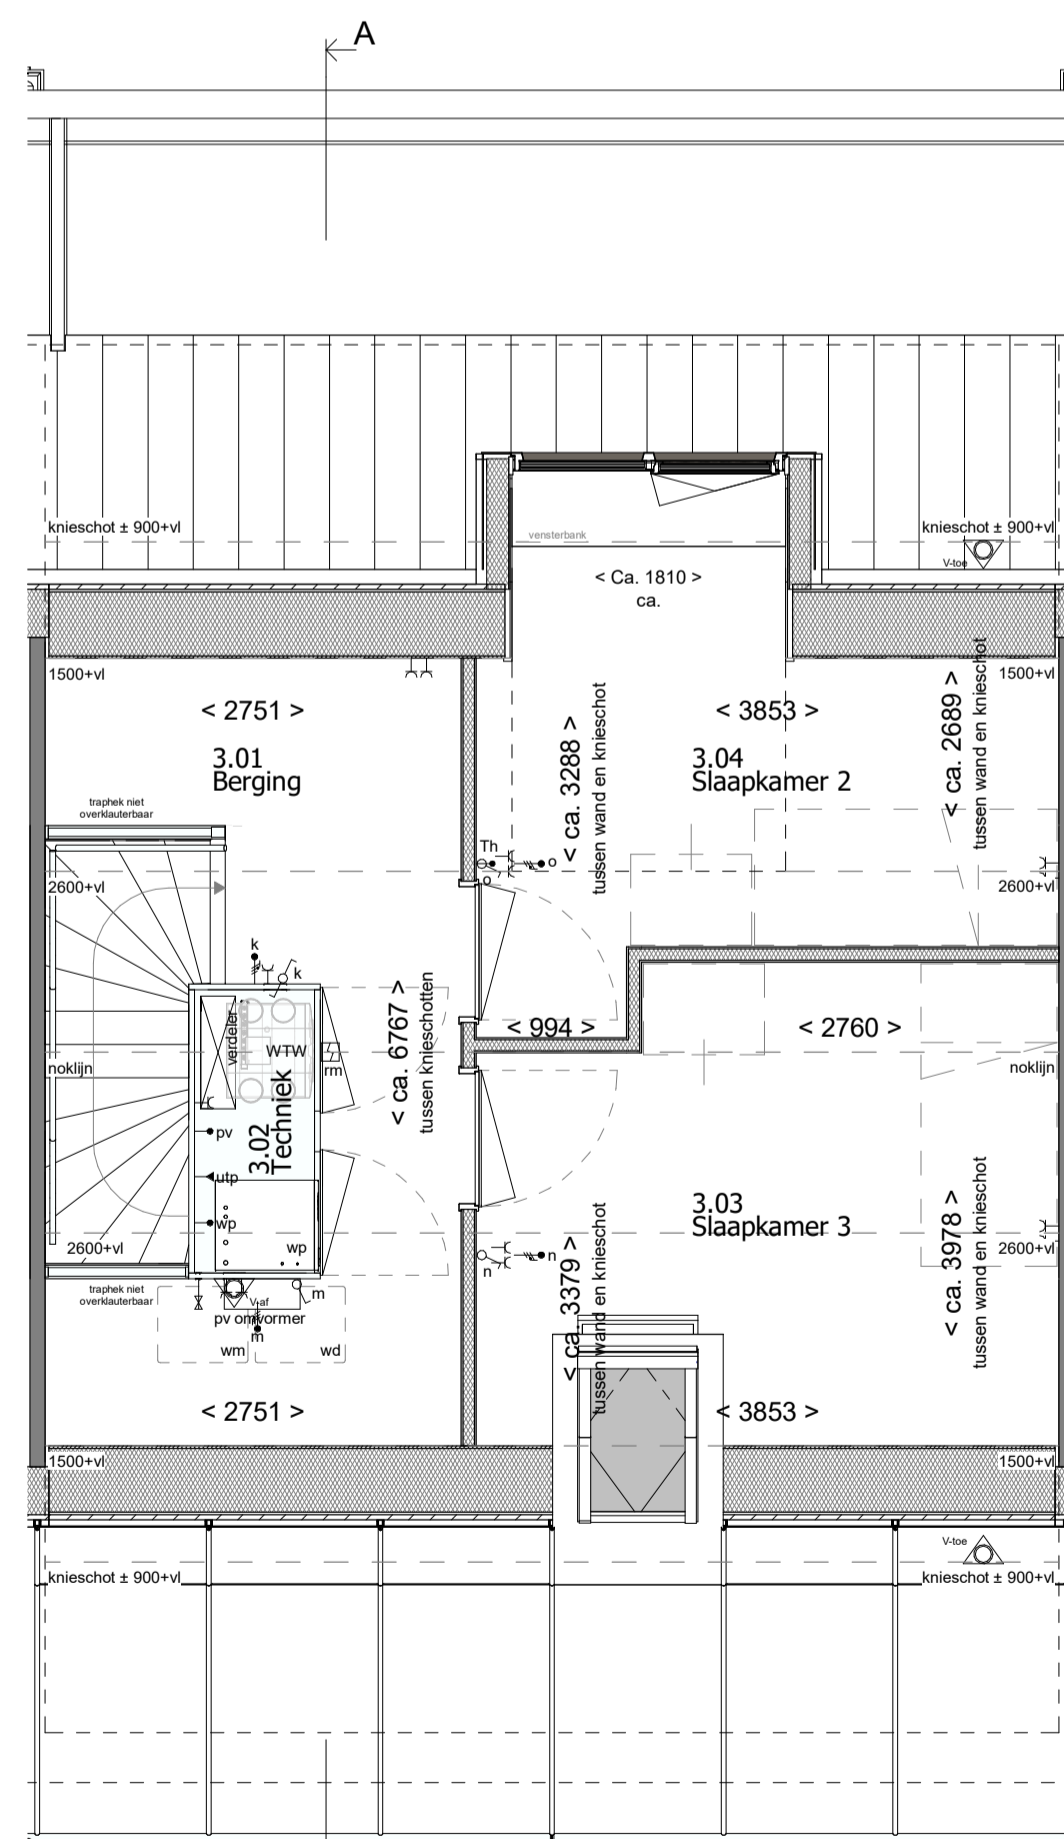 A
knieschot ± 900+vl
knieschot ± 900+vl
vensterbank
V-toe
< Ca. 1810 >
ca.
1500+vl
1500+vl
< 2751 >
< 3853 >
3.01
Berging
3.04
Slaapkamer 2
< ca. 3288 >
tussen wand en knieschot
< ca. 2689 >
tussen wand en knieschot
traphek niet
overklauterbaar
Th
o
o
2600+vl
2600+vl
k
k
verdeler
WTW
rm
< ca. 6767 >
tussen knieschotten
< 994 >
< 2760 >
noklijn
noklijn
3.02
Techniek
pv
utp
wp
wp
3.03
Slaapkamer 3
2600+vl
2600+vl
n
n
< ca. 3379 >
tussen wand en knieschot
< ca. 3978 >
tussen wand en knieschot
traphek niet
overklauterbaar
m
V-af
pv omvormer
m
wm
wd
< 2751 >
< 3853 >
1500+vl
1500+vl
V-toe
knieschot ± 900+vl
knieschot ± 900+vl